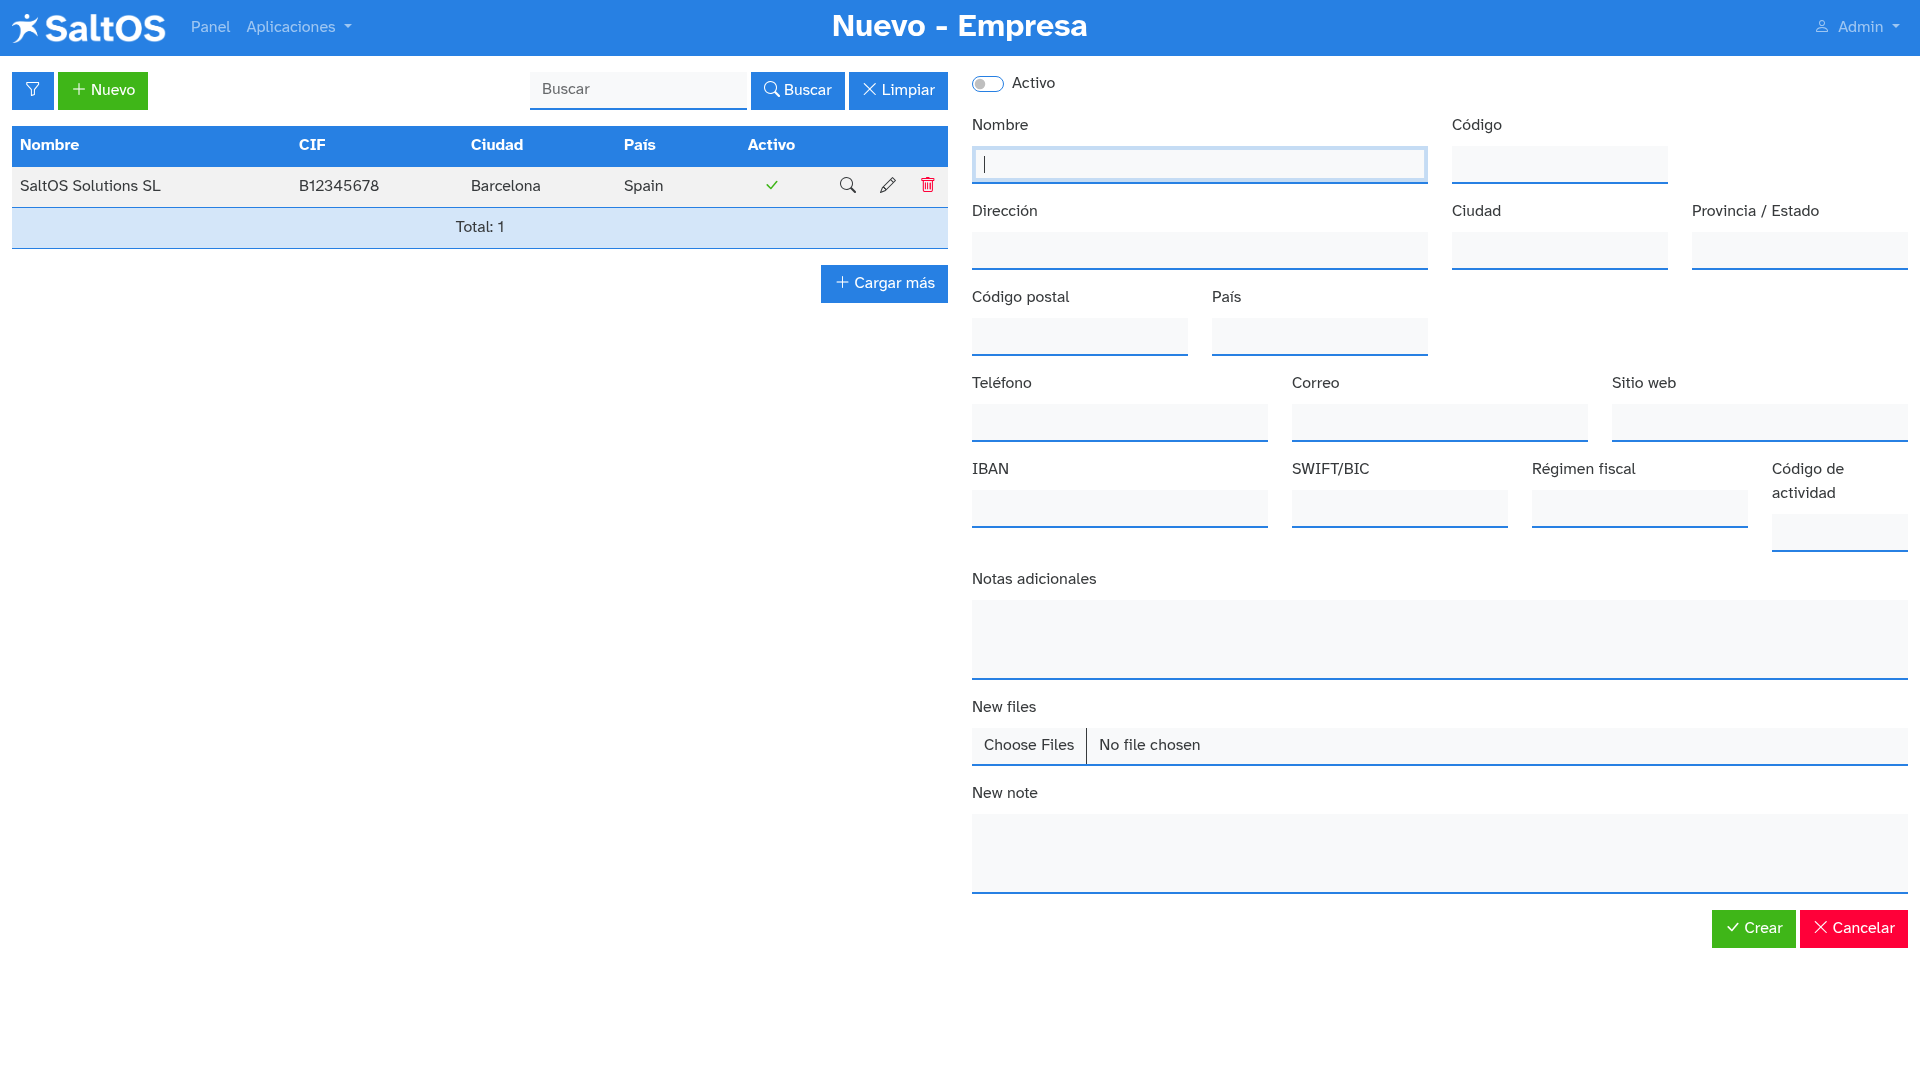 SaltOS Panel Aplicaciones Nuevo - Empresa Admin
Nuevo Buscar Buscar Limpiar
Nombre CIF Ciudad País Activo
SaltOS Solutions SL B12345678 Barcelona Spain
Total: 1
Cargar más
Activo
Nombre Código
Dirección Ciudad Provincia / Estado
Código postal País
Teléfono Correo Sitio web
IBAN SWIFT/BIC Régimen fiscal Código de
actividad
Notas adicionales
New files
Choose Files No file chosen
New note
Crear Cancelar